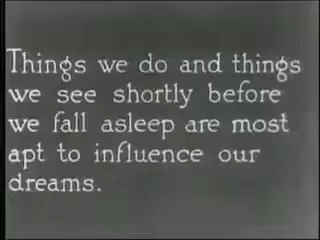 Things we do and things
we see shortly before
we fall asleep are most
apt to influence our
dreams.